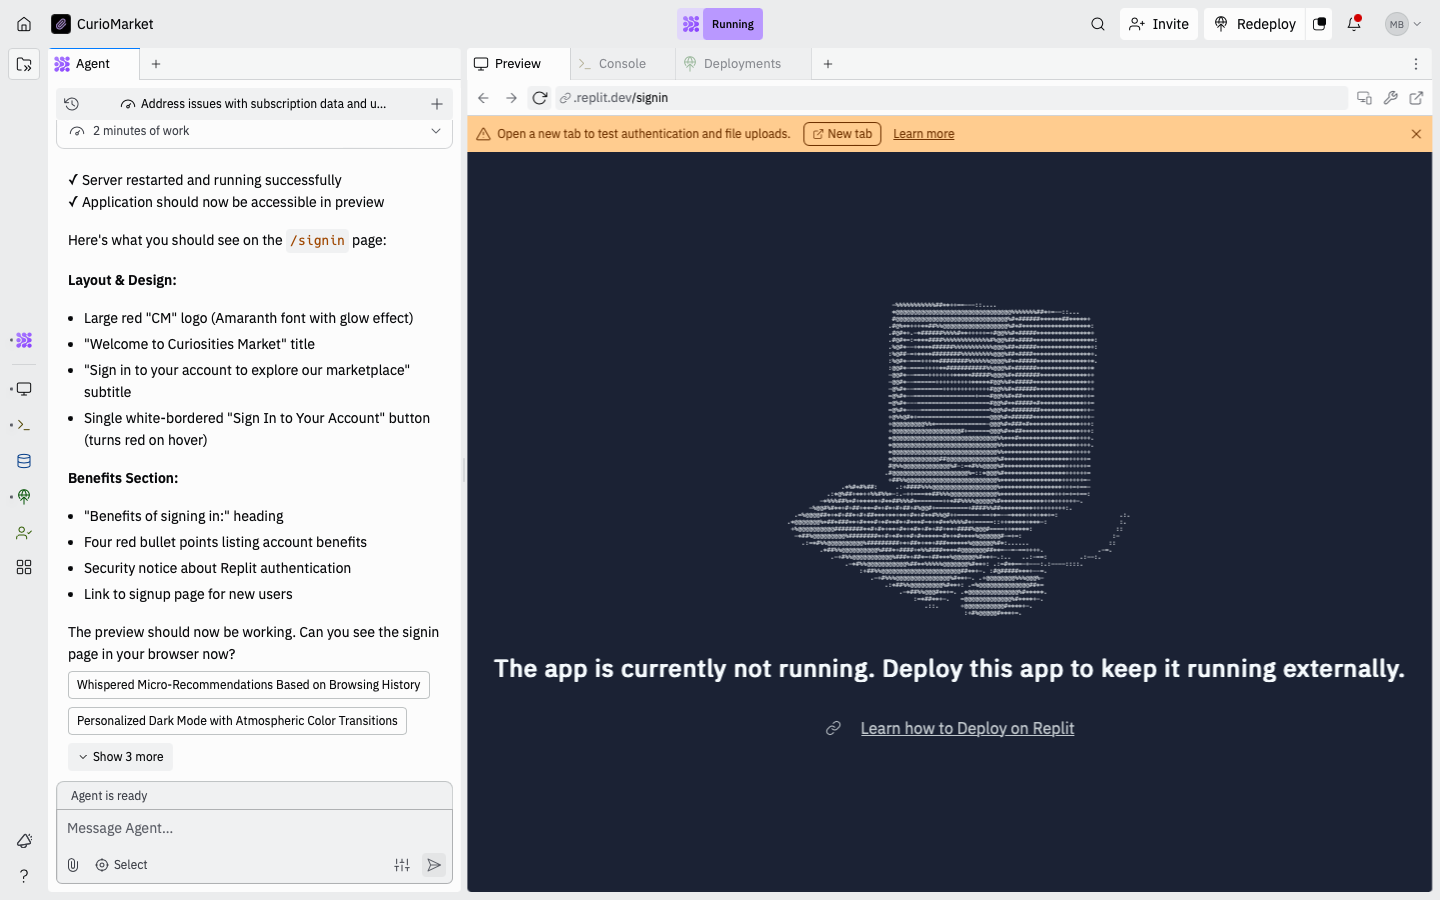 CurioMarket
Running
Invite
Redeploy
MB
Agent
Preview
Console
Deployments
Address issues with subscription data and u...
.replit.dev/signin
2 minutes of work
Open a new tab to test authentication and file uploads.
New tab
Learn more
✓ Server restarted and running successfully
✓ Application should now be accessible in preview
Here's what you should see on the /signin page:
Layout & Design:
• Large red "CM" logo (Amaranth font with glow effect)
• "Welcome to Curiosities Market" title
• "Sign in to your account to explore our marketplace"
subtitle
• Single white-bordered "Sign In to Your Account" button
(turns red on hover)
Benefits Section:
• "Benefits of signing in:" heading
• Four red bullet points listing account benefits
• Security notice about Replit authentication
• Link to signup page for new users
The preview should now be working. Can you see the signin
page in your browser now?
Whispered Micro-Recommendations Based on Browsing History
Personalized Dark Mode with Atmospheric Color Transitions
Show 3 more
Agent is ready
Message Agent...
Select
The app is currently not running. Deploy this app to keep it running externally.
Learn how to Deploy on Replit